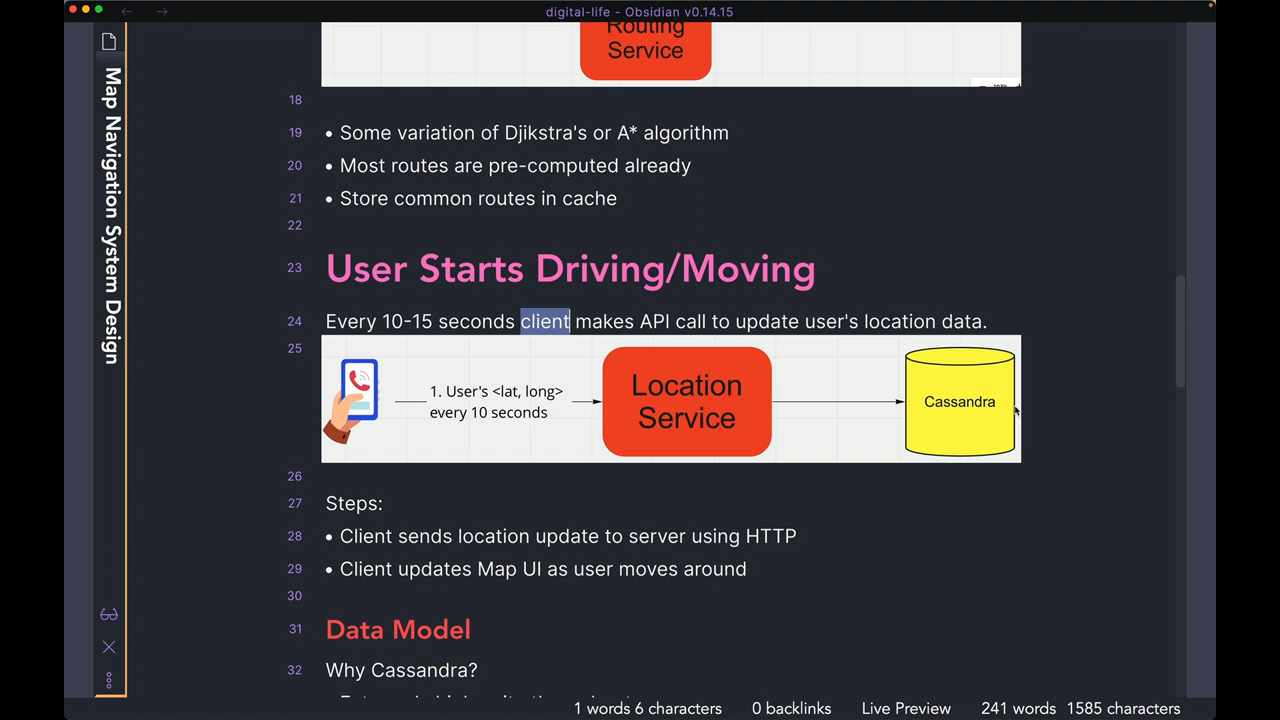 digital-life - Obsidian v0.14.15
Map Navigation System Design
Routing
Service
18
19 • Some variation of Djikstra's or A* algorithm
20 • Most routes are pre-computed already
21 • Store common routes in cache
22
23 User Starts Driving/Moving
24 Every 10-15 seconds client makes API call to update user's location data.
25
1. User's <lat, long>
every 10 seconds
Location
Service
Cassandra
26
27 Steps:
28 • Client sends location update to server using HTTP
29 • Client updates Map UI as user moves around
30
31 Data Model
32 Why Cassandra?
1 words 6 characters 0 backlinks Live Preview 241 words 1585 characters